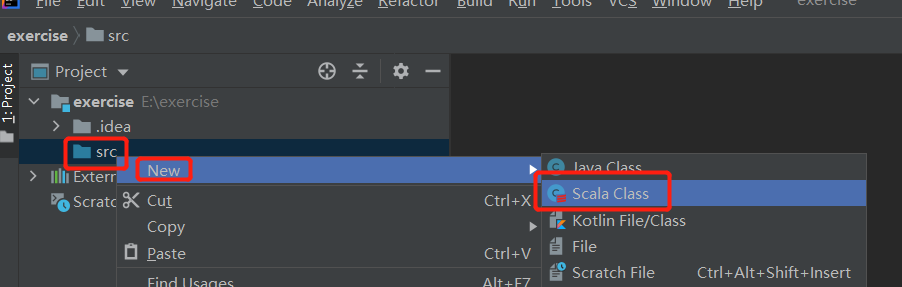 File Edit View Navigate Code Analyze Refactor Build Run Tools VCS Window Help exercise
exercise src
1: Project
Project
exercise E:\exercise
.idea
src
New
Java Class
Extern
Scala Class
Scratc
Cut Ctrl+X
Kotlin File/Class
Copy
File
Paste Ctrl+V
Scratch File Ctrl+Alt+Shift+Insert
Find Usages Alt+F7